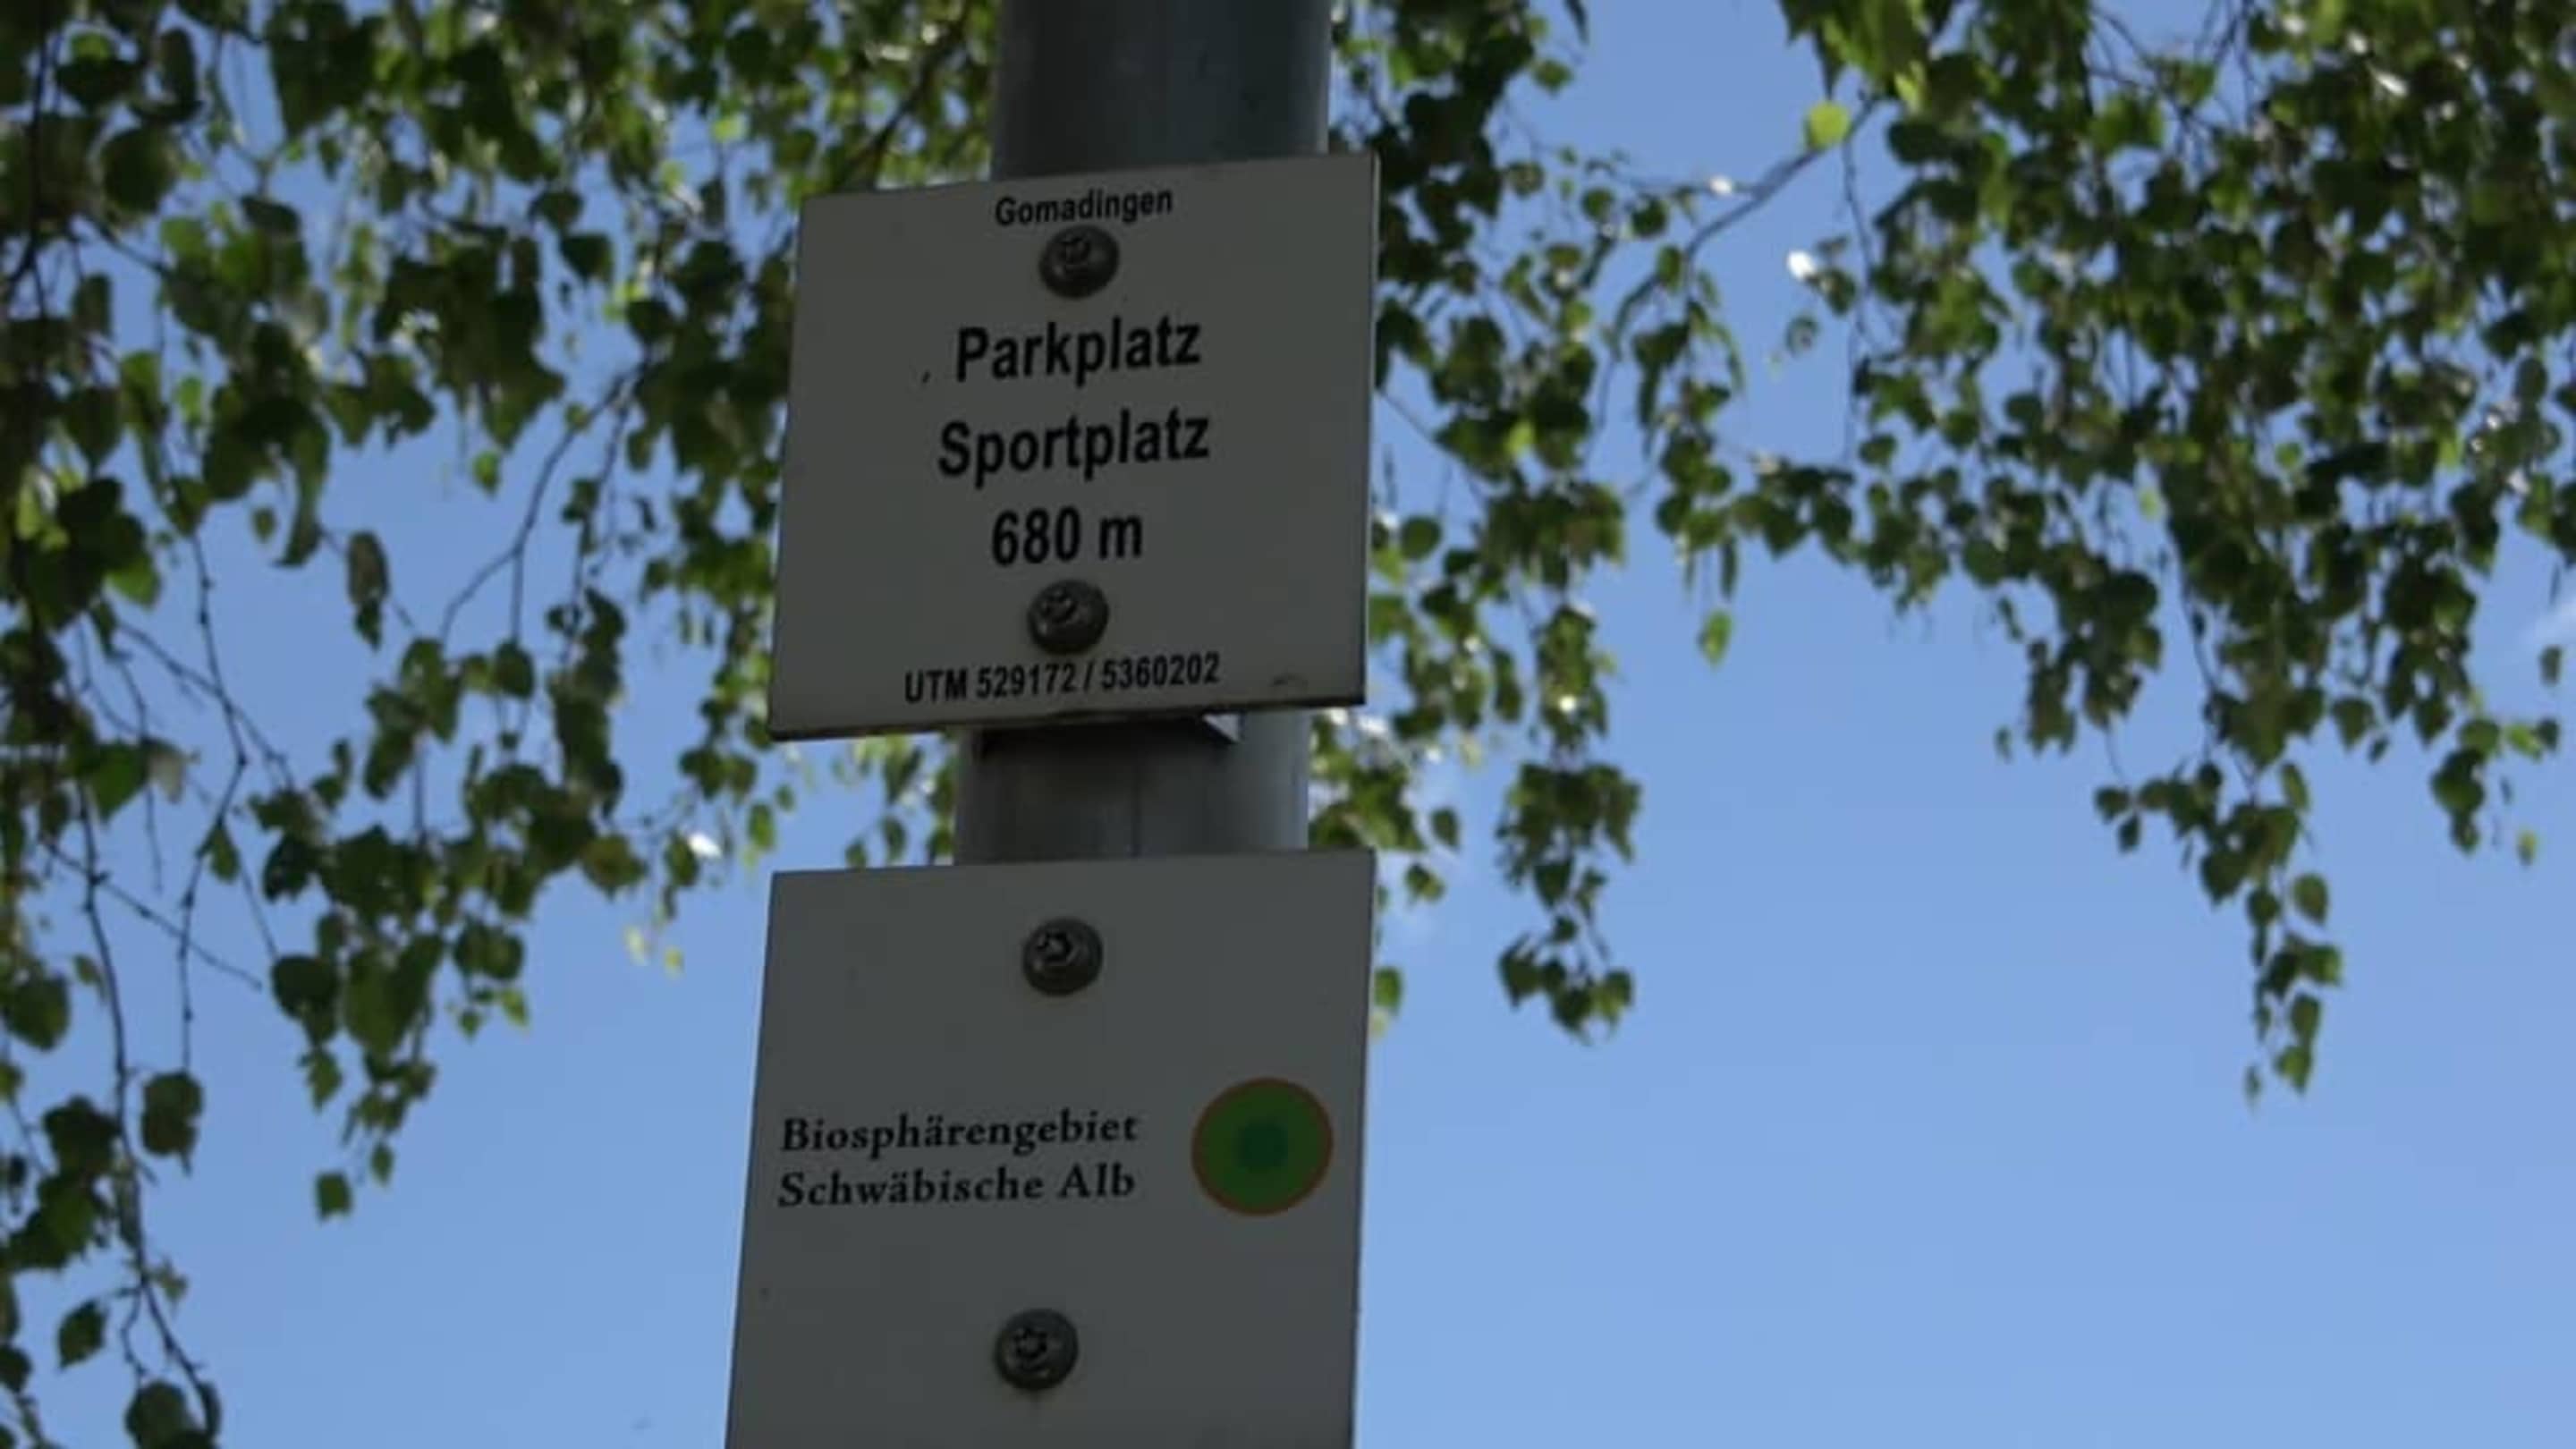 Gomadingen
Parkplatz
Sportplatz
680 m
UTM 529172 / 5360202
Biosphärengebiet
Schwäbische Alb